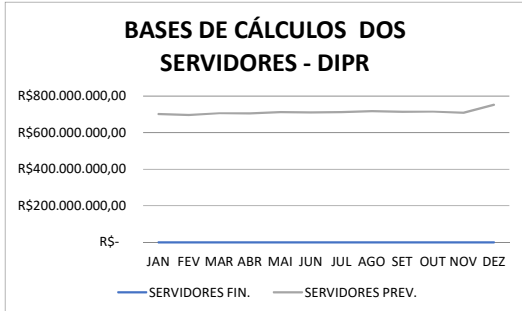 BASES DE CÁLCULOS DOS
SERVIDORES - DIPR
R$800.000.000,00
R$600.000.000,00
R$400.000.000,00
R$200.000.000,00
R$-
JAN FEV MAR ABR MAI JUN JUL AGO SET OUT NOV DEZ
SERVIDORES FIN. SERVIDORES PREV.